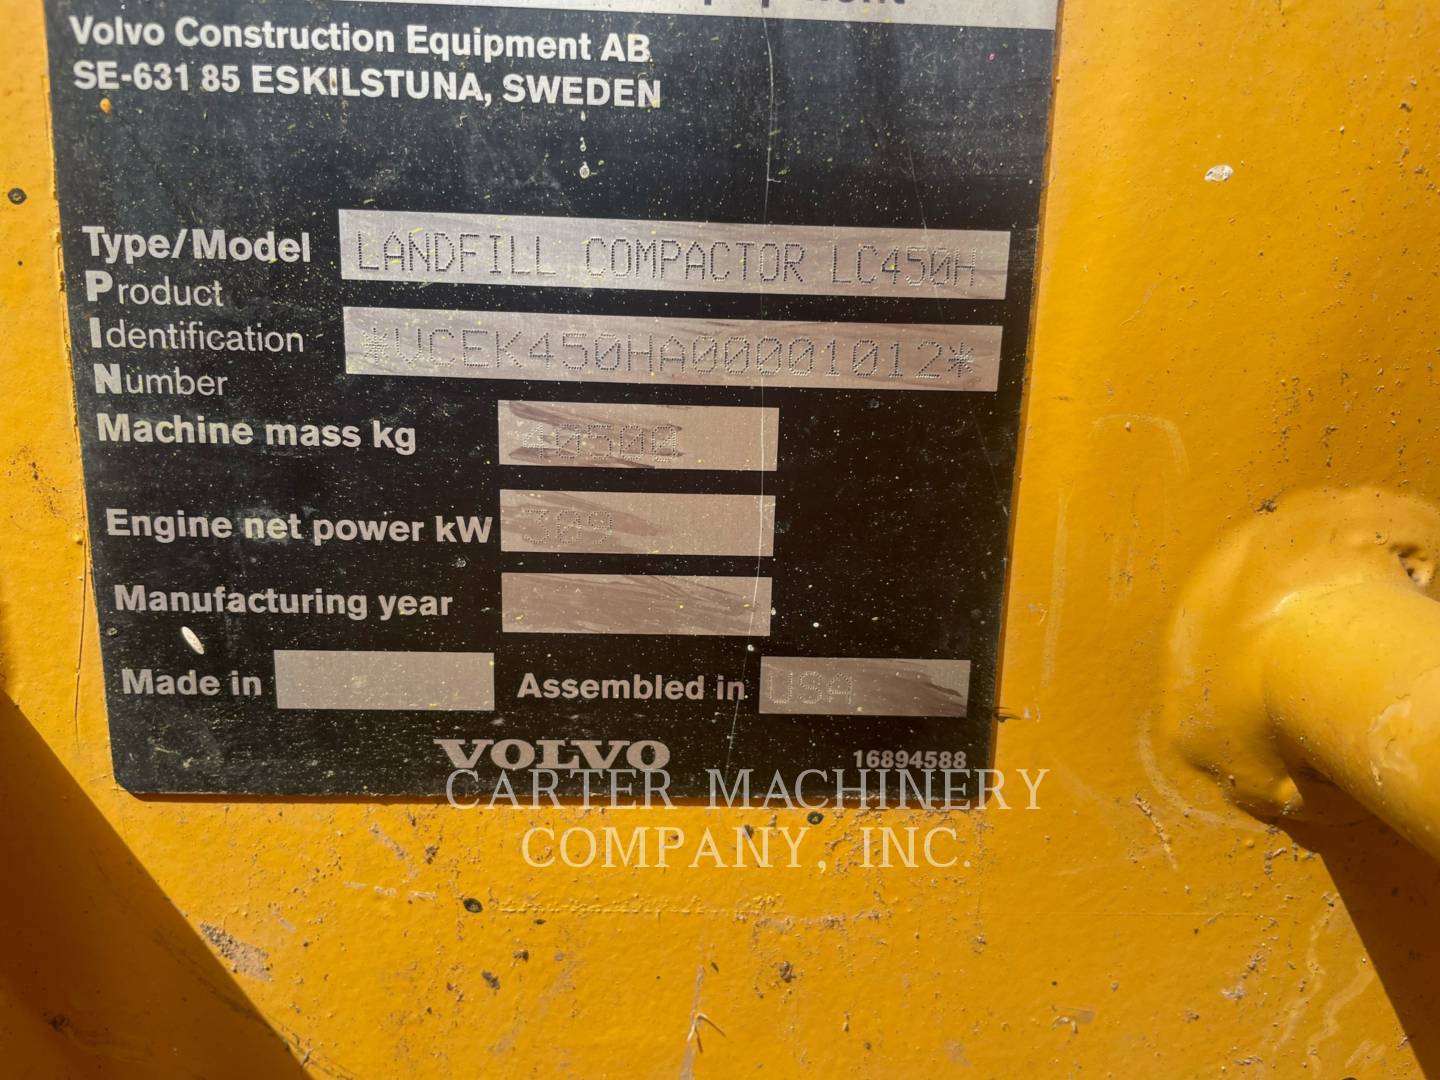 Volvo Construction Equipment AB
SE-631 85 ESKILSTUNA, SWEDEN
Type/Model LANDFILL COMPACTOR LC450H
Product
Identification *VCEK450HA00001012*
Number
Machine mass kg 40500
Engine net power kW 309
Manufacturing year
Made in Assembled in USA
VOLVO 16894588
CARTER MACHINERY
COMPANY, INC.